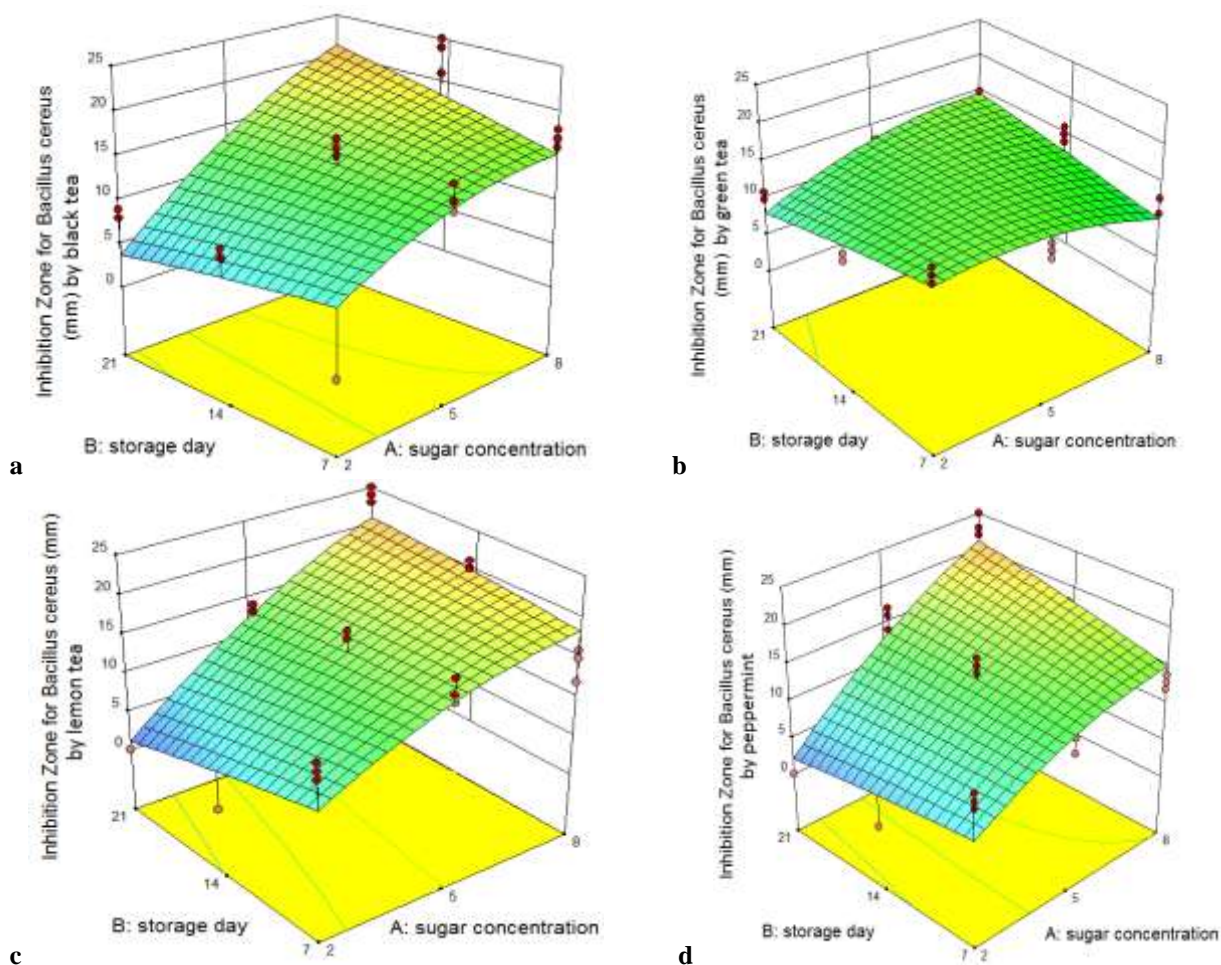 Inhibition Zone for Bacillus cereus
(mm) by black tea
25
20
15
10
5
0
21
14
7
2
5
8
B: storage day
A: sugar concentration
a
Inhibition Zone for Bacillus cereus
(mm) by green tea
25
20
15
10
5
0
21
14
7
2
5
8
B: storage day
A: sugar concentration
b
Inhibition Zone for Bacillus cereus (mm)
by lemon tea
25
20
15
10
5
0
21
14
7
2
5
8
B: storage day
A: sugar concentration
c
Inhibition Zone for Bacillus cereus (mm)
by peppermint
25
20
15
10
5
0
21
14
7
2
5
8
B: storage day
A: sugar concentration
d